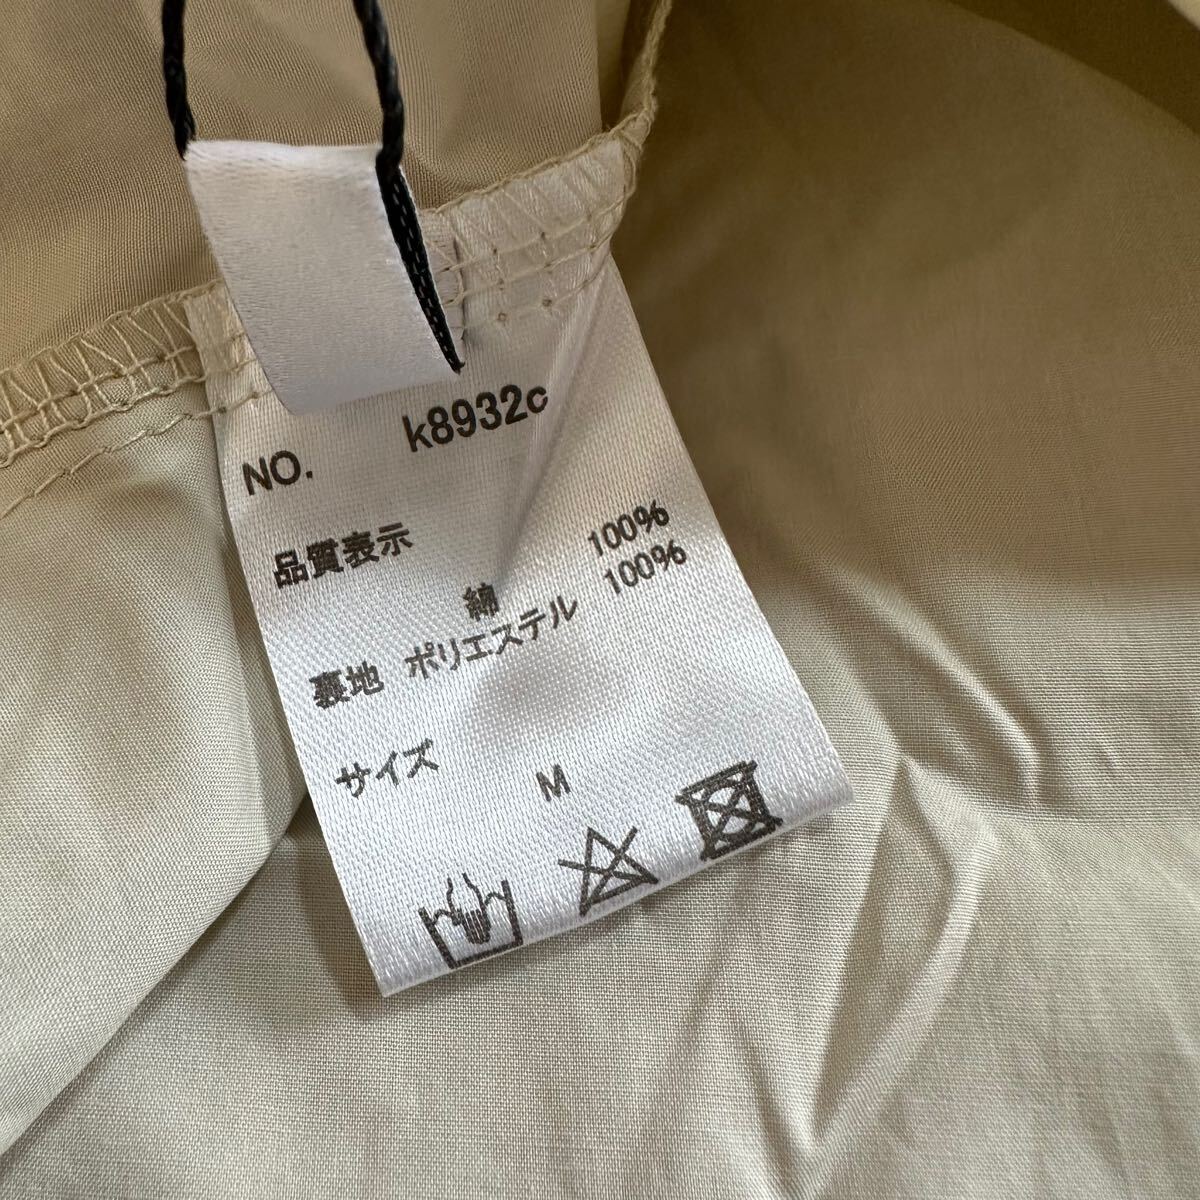 NO. k8932c
品質表示
綿 100%
裏地 ポリエステル 100%
サイズ M